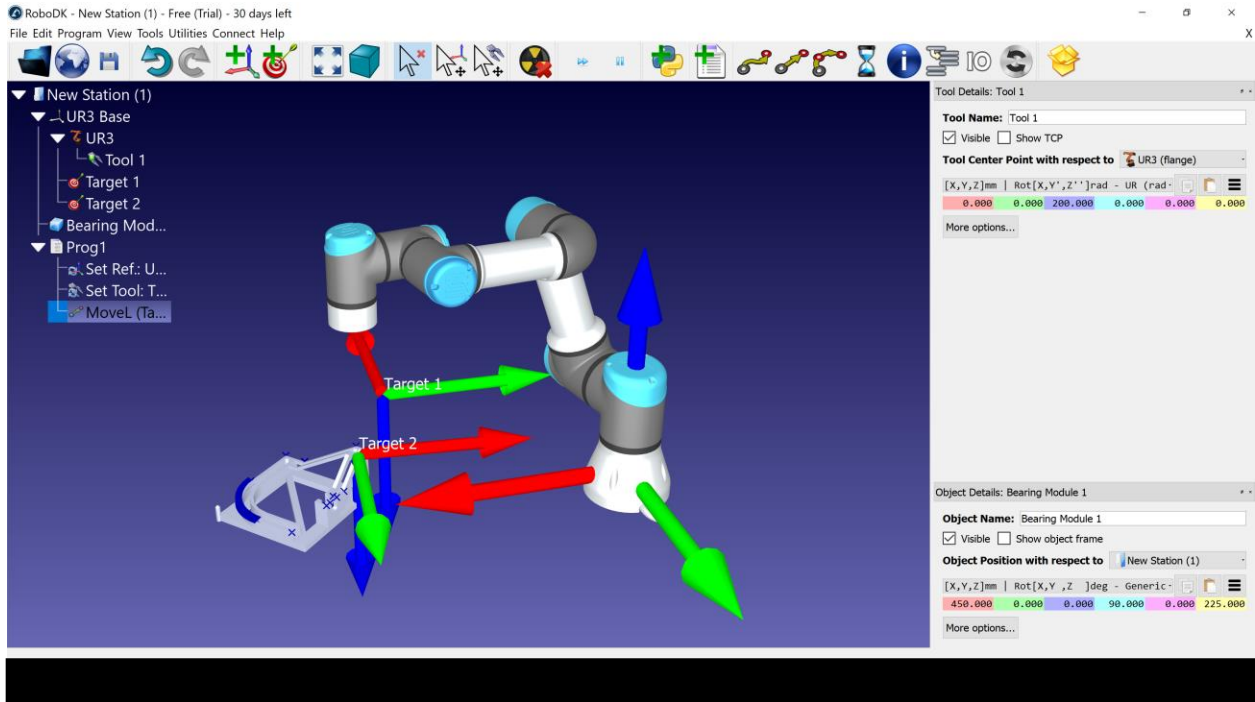 RoboDK - New Station (1) - Free (Trial) - 30 days left
File Edit Program View Tools Utilities Connect Help
X
IO
New Station (1)
UR3 Base
UR3
Tool 1
Target 1
Target 2
Bearing Mod...
Prog1
Set Ref.: U...
Set Tool: T...
MoveL (Ta...
Target 1
Target 2
Tool Details: Tool 1
Tool Name: Tool 1
Visible Show TCP
Tool Center Point with respect to UR3 (flange)
[X,Y,Z]mm | Rot[X,Y',Z'']rad - UR (rad
0.000 0.000 200.000 0.000 0.000 0.000
More options...
Object Details: Bearing Module 1
Object Name: Bearing Module 1
Visible Show object frame
Object Position with respect to New Station (1)
[X,Y,Z]mm | Rot[X,Y ,Z ]deg - Generic
450.000 0.000 0.000 90.000 0.000 225.000
More options...